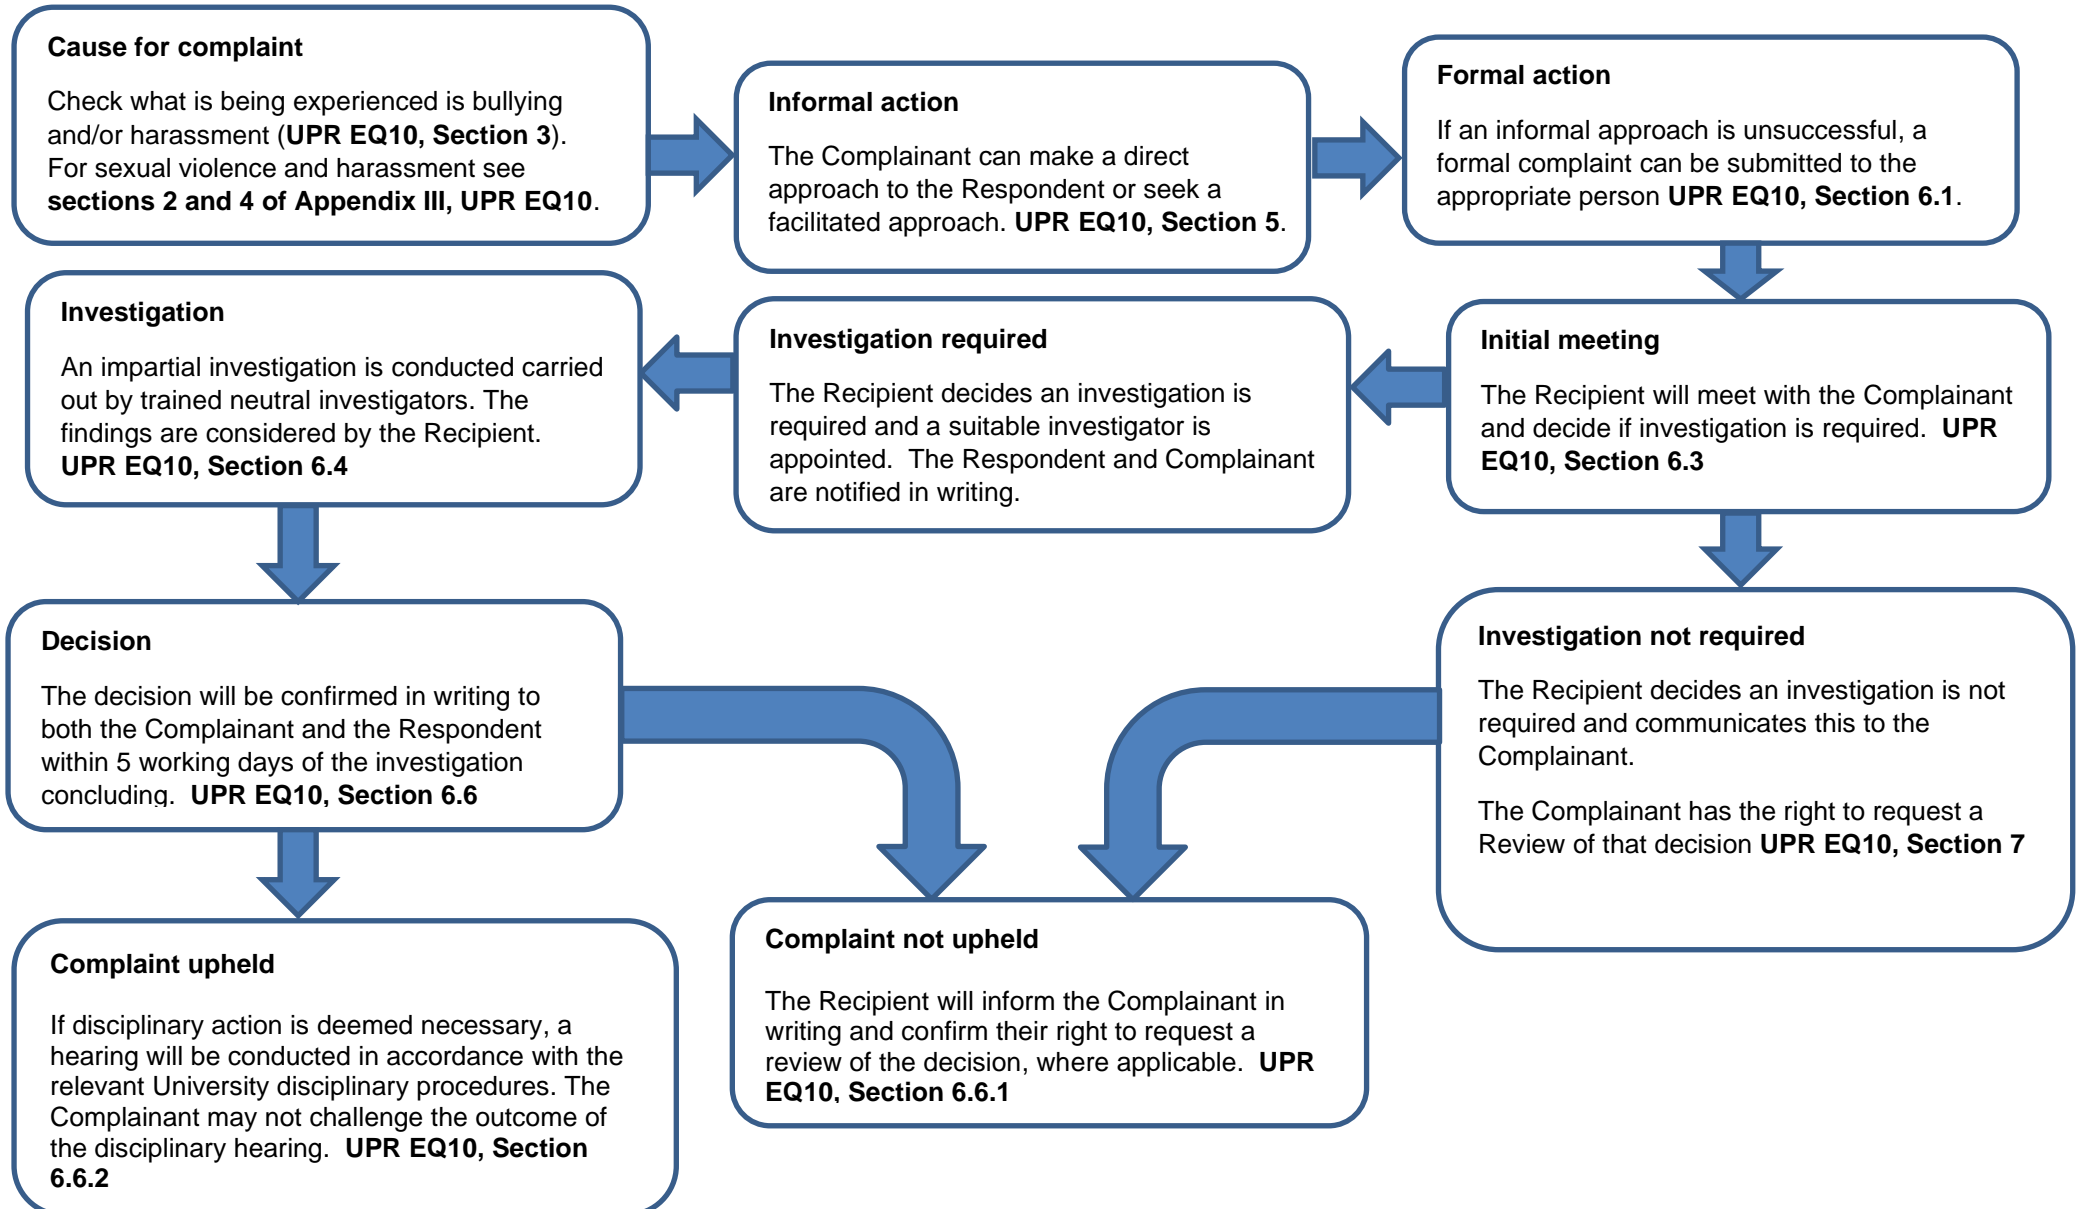 Cause for complaint
Check what is being experienced is bullying
and/or harassment (UPR EQ10, Section 3).
For sexual violence and harassment see
sections 2 and 4 of Appendix III, UPR EQ10.
Informal action
The Complainant can make a direct
approach to the Respondent or seek a
facilitated approach. UPR EQ10, Section 5.
Formal action
If an informal approach is unsuccessful, a
formal complaint can be submitted to the
appropriate person UPR EQ10, Section 6.1.
Initial meeting
The Recipient will meet with the Complainant
and decide if investigation is required. UPR
EQ10, Section 6.3
Investigation required
The Recipient decides an investigation is
required and a suitable investigator is
appointed. The Respondent and Complainant
are notified in writing.
Investigation
An impartial investigation is conducted carried
out by trained neutral investigators. The
findings are considered by the Recipient.
UPR EQ10, Section 6.4
Decision
The decision will be confirmed in writing to
both the Complainant and the Respondent
within 5 working days of the investigation
concluding. UPR EQ10, Section 6.6
Investigation not required
The Recipient decides an investigation is not
required and communicates this to the
Complainant.
The Complainant has the right to request a
Review of that decision UPR EQ10, Section 7
Complaint upheld
If disciplinary action is deemed necessary, a
hearing will be conducted in accordance with the
relevant University disciplinary procedures. The
Complainant may not challenge the outcome of
the disciplinary hearing. UPR EQ10, Section
6.6.2
Complaint not upheld
The Recipient will inform the Complainant in
writing and confirm their right to request a
review of the decision, where applicable. UPR
EQ10, Section 6.6.1